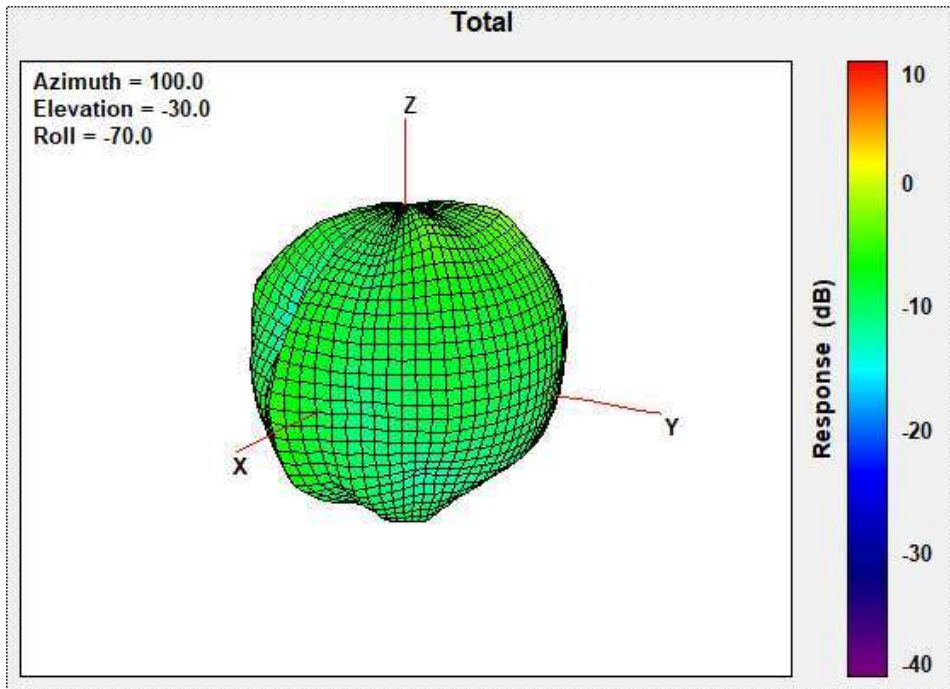 Total
Azimuth = 100.0
Elevation = -30.0
Roll = -70.0
Z
Y
X
10
0
-10
-20
-30
-40
Response (dB)